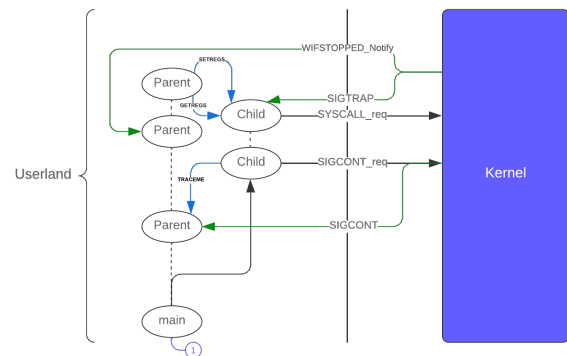 WIFSTOPPED_Notify
SETREGS
Parent
SIGTRAP
GETREGS
Child
SYSCALL_req
Parent
Child
SIGCONT_req
Userland
Kernel
TRACEME
Parent
SIGCONT
main
1